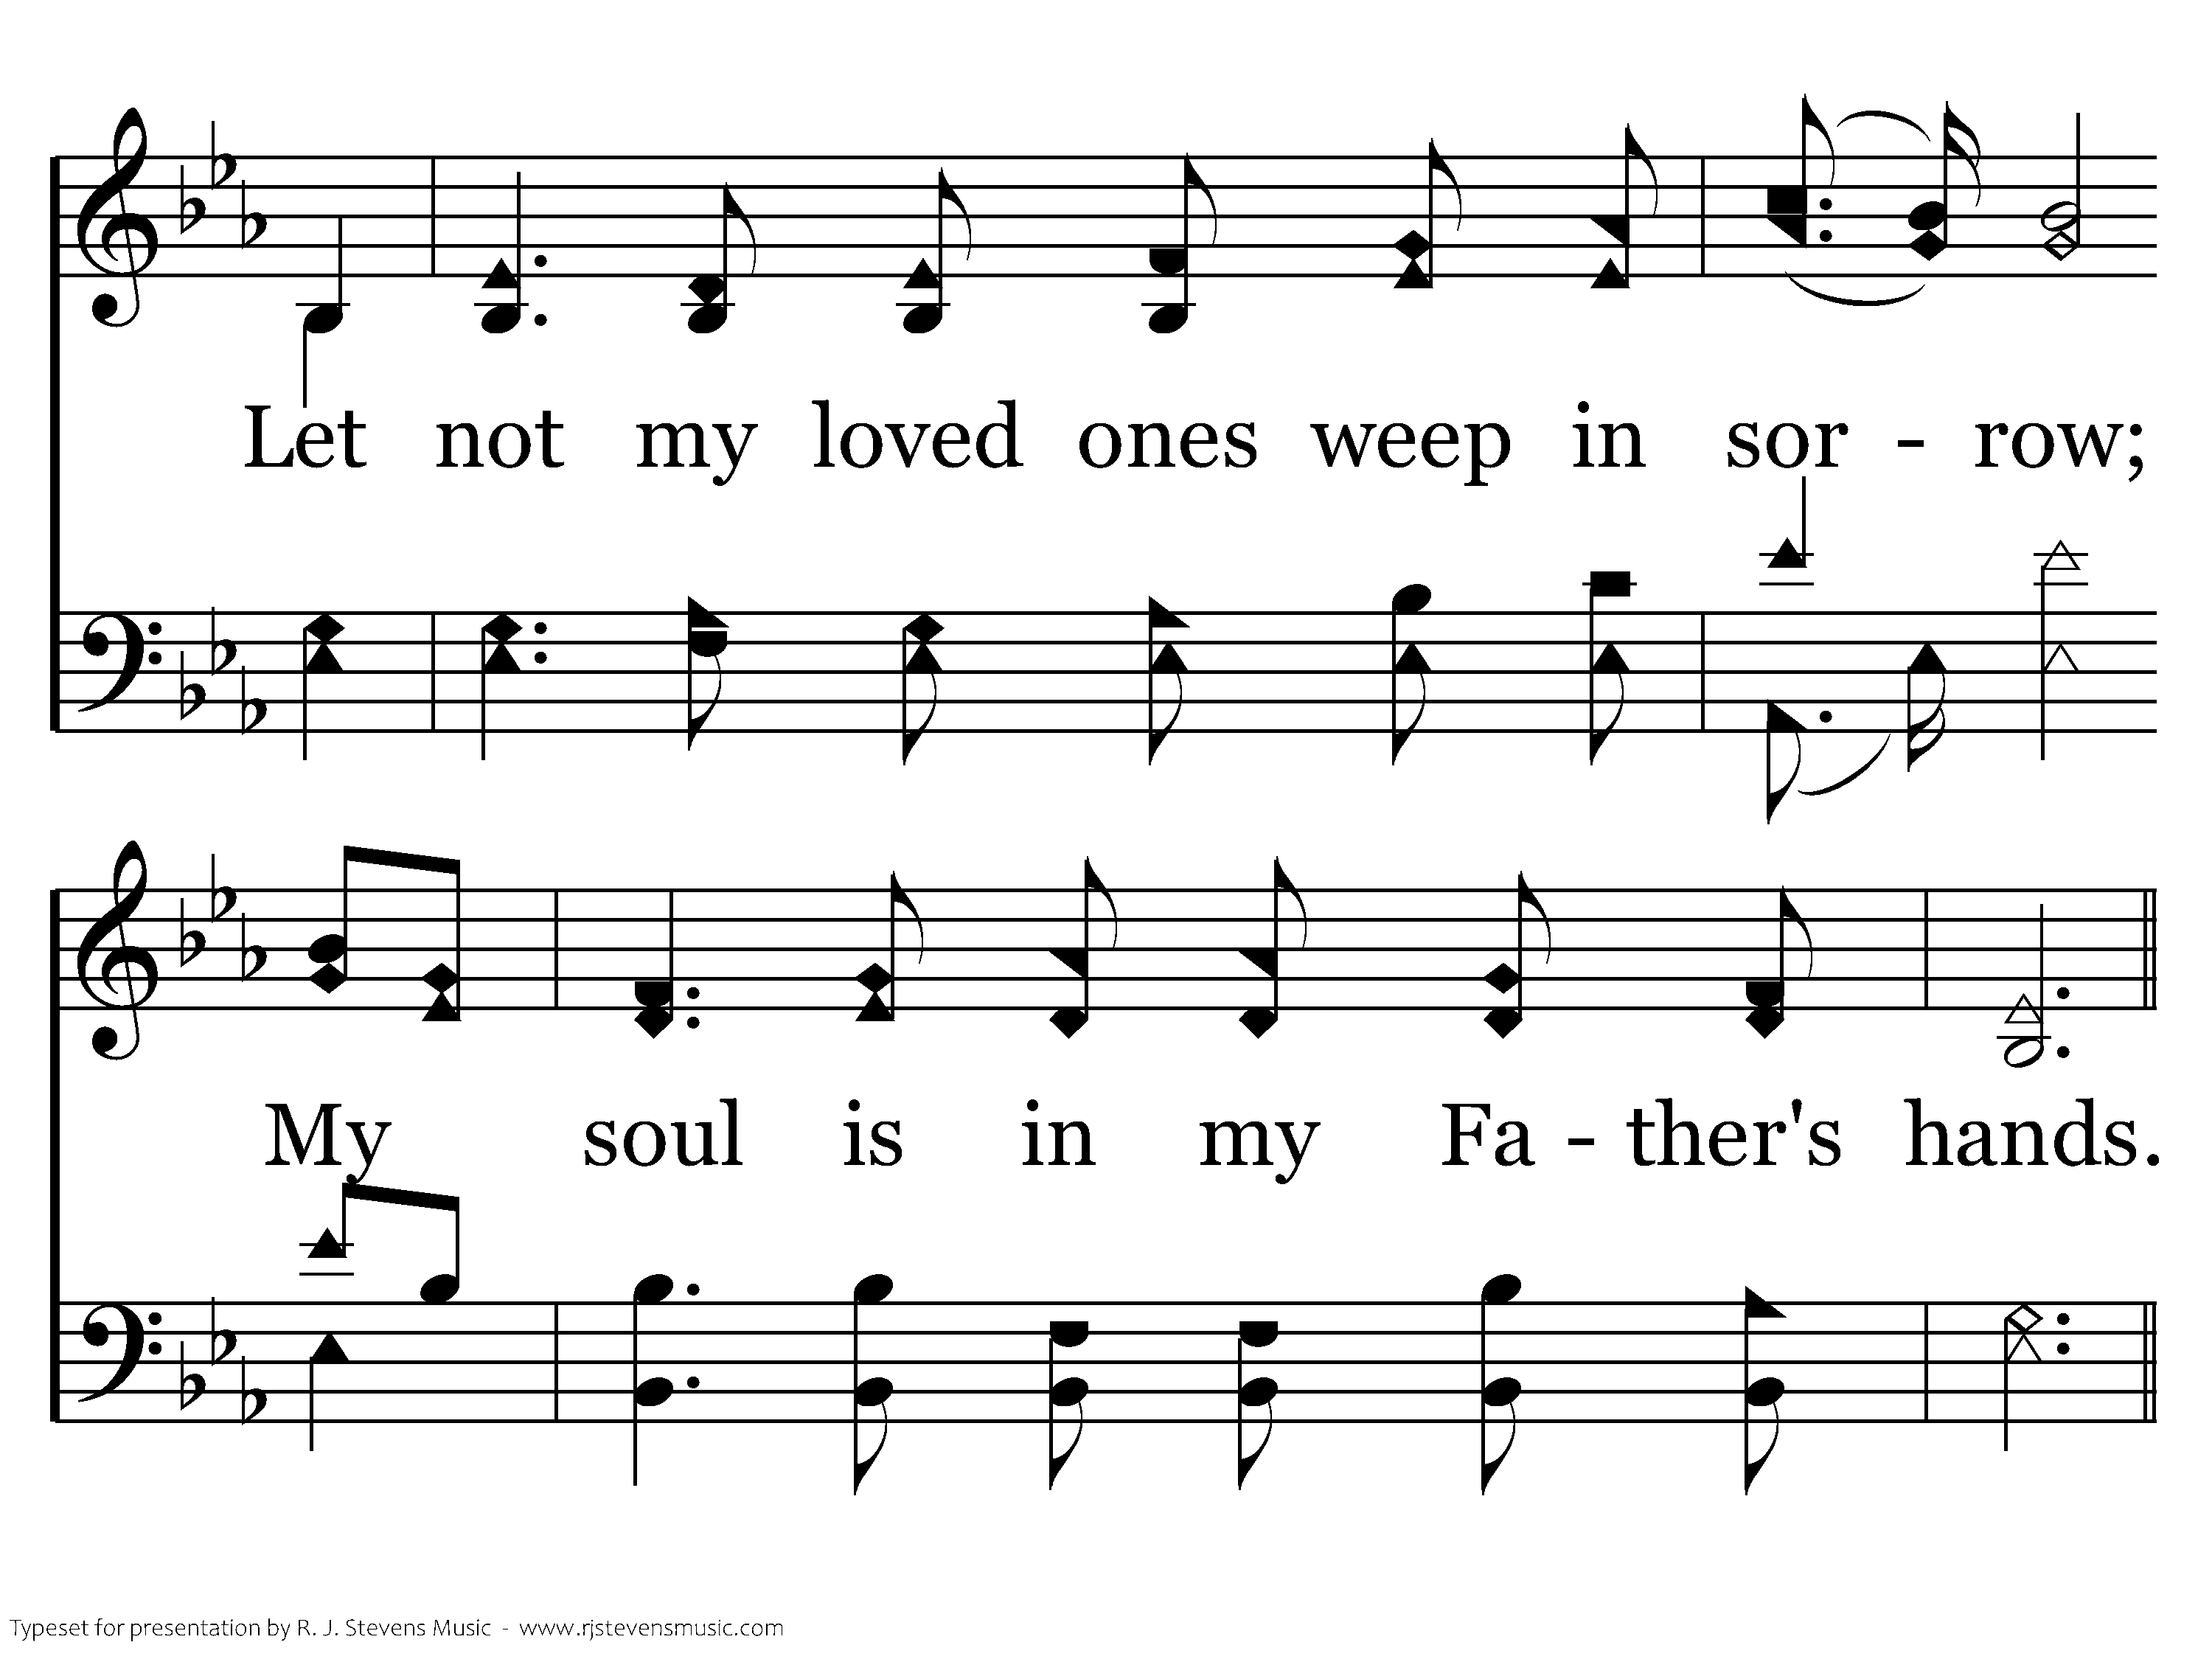 Let not my loved ones weep in sor - row;
My soul is in my Fa - ther's hands.
Typeset for presentation by R. J. Stevens Music - www.rjstevensmusic.com